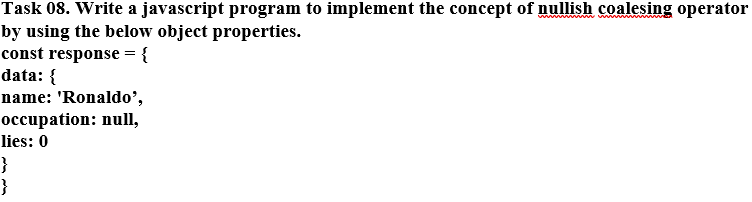 Task 08. Write a javascript program to implement the concept of nullish coalesing operator
by using the below object properties.
const response = {
data: {
name: 'Ronaldo’,
occupation: null,
lies: 0
}
}